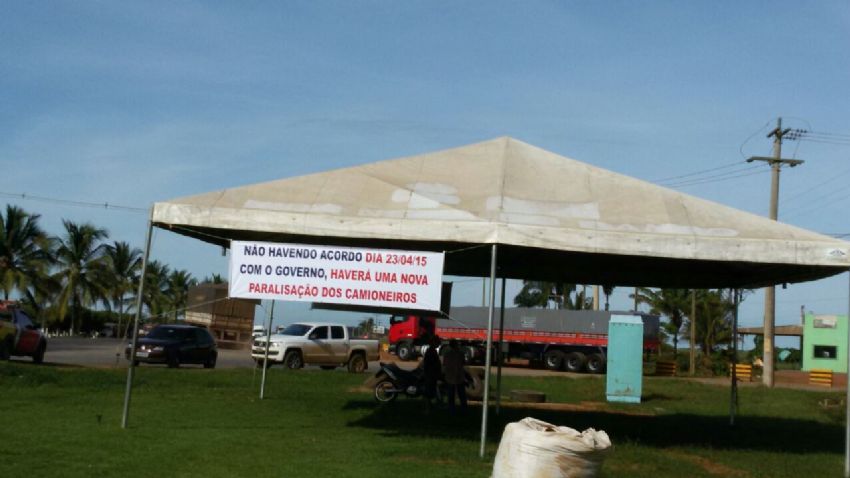 NÃO HAVENDO ACORDO DIA 23/04/15
COM O GOVERNO, HAVERÁ UMA NOVA
PARALISAÇÃO DOS CAMIONEIROS